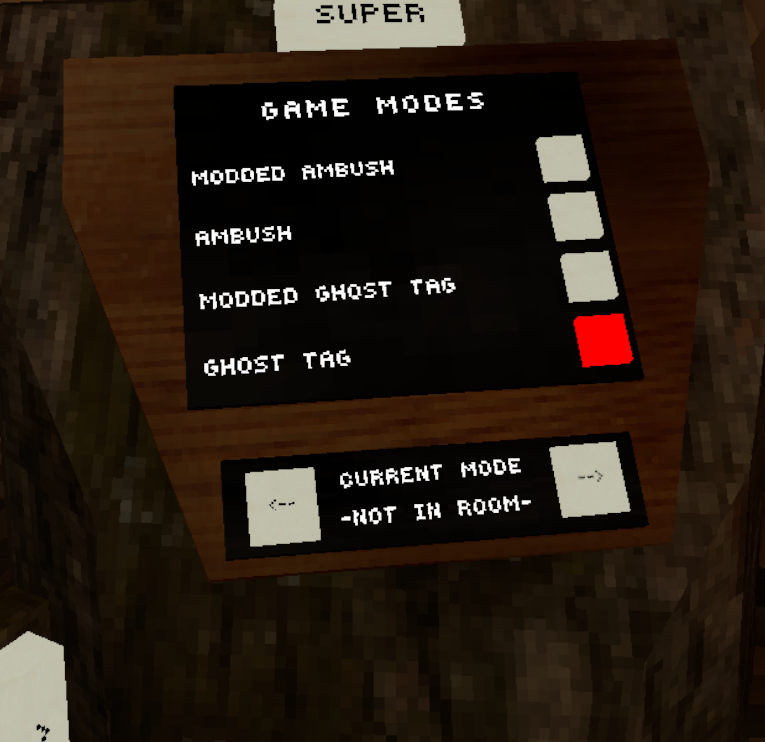 SUPER
GAME MODES
MODDED AMBUSH
AMBUSH
MODDED GHOST TAG
GHOST TAG
<-- CURRENT MODE -->
-NOT IN ROOM-
?